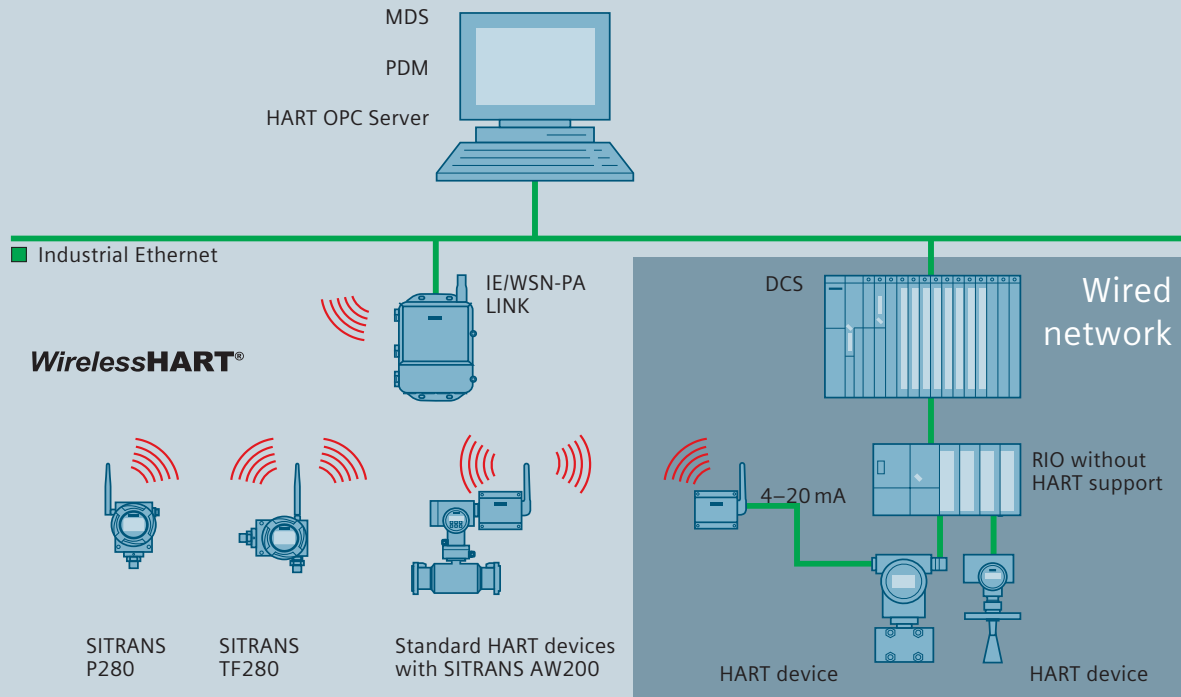 MDS
PDM
HART OPC Server
Industrial Ethernet
IE/WSN-PA
LINK
DCS
Wired
network
WirelessHART®
RIO without
HART support
4–20 mA
SITRANS
P280
SITRANS
TF280
Standard HART devices
with SITRANS AW200
HART device
HART device